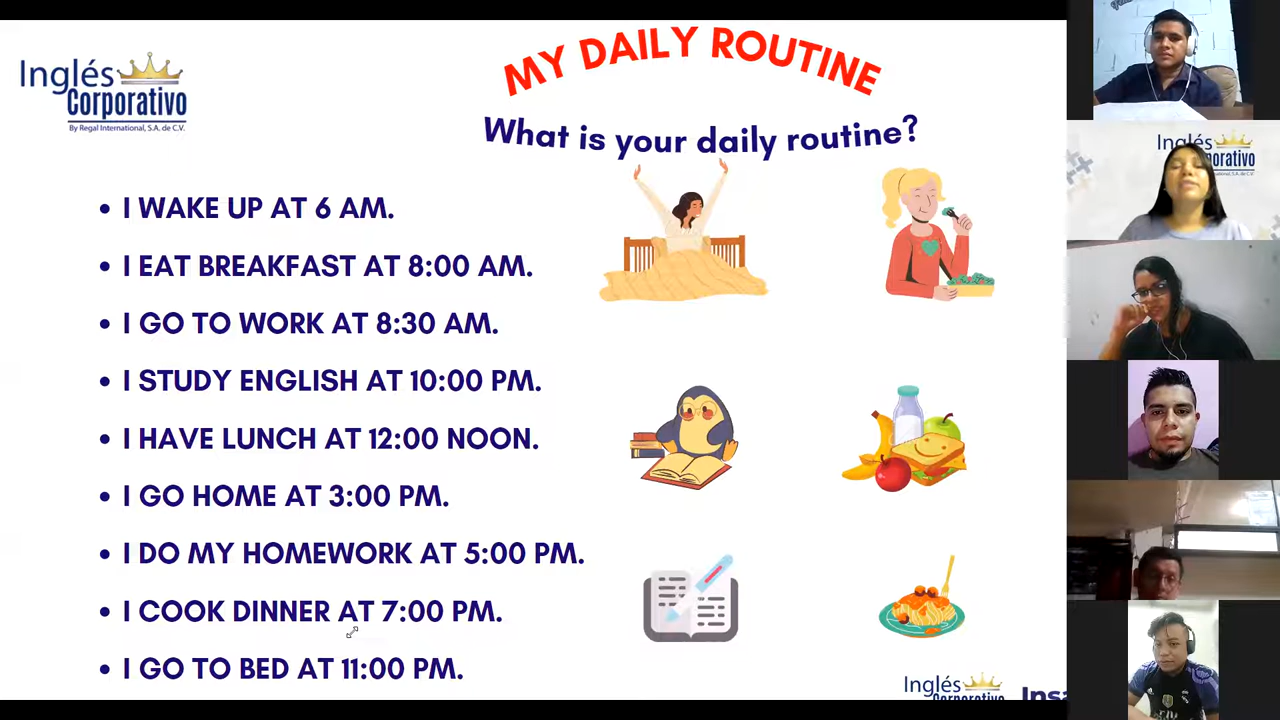 Inglés
Corporativo
By Regal International, S.A. de C.V.
MY DAILY ROUTINE
What is your daily routine?
• I WAKE UP AT 6 AM.
• I EAT BREAKFAST AT 8:00 AM.
• I GO TO WORK AT 8:30 AM.
• I STUDY ENGLISH AT 10:00 PM.
• I HAVE LUNCH AT 12:00 NOON.
• I GO HOME AT 3:00 PM.
• I DO MY HOMEWORK AT 5:00 PM.
• I COOK DINNER AT 7:00 PM.
• I GO TO BED AT 11:00 PM.
Inglés
Insa
Inglés
porativo